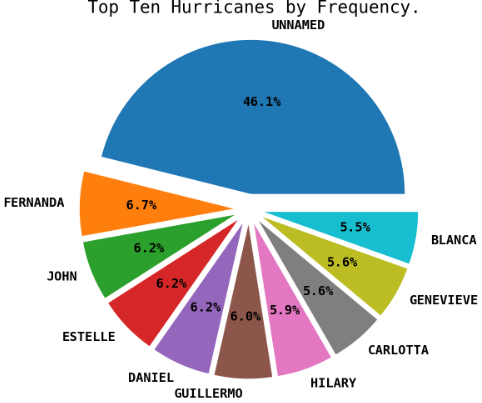 Top Ten Hurricanes by Frequency.
UNNAMED
46.1%
FERNANDA
6.7%
JOHN
6.2%
ESTELLE
6.2%
DANIEL
6.2%
GUILLERMO
6.0%
HILARY
5.9%
CARLOTTA
5.6%
GENEVIEVE
5.6%
BLANCA
5.5%